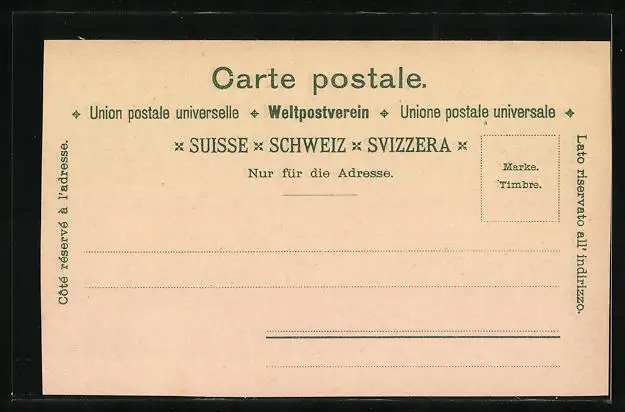 Carte postale.
✦ Union postale universelle ✦ Weltpostverein ✦ Unione postale universale ✦
× SUISSE × SCHWEIZ × SVIZZERA ×
Nur für die Adresse.
Marke.
Timbre.
Côté réservé à l'adresse.
Lato riservato all' indirizzo.